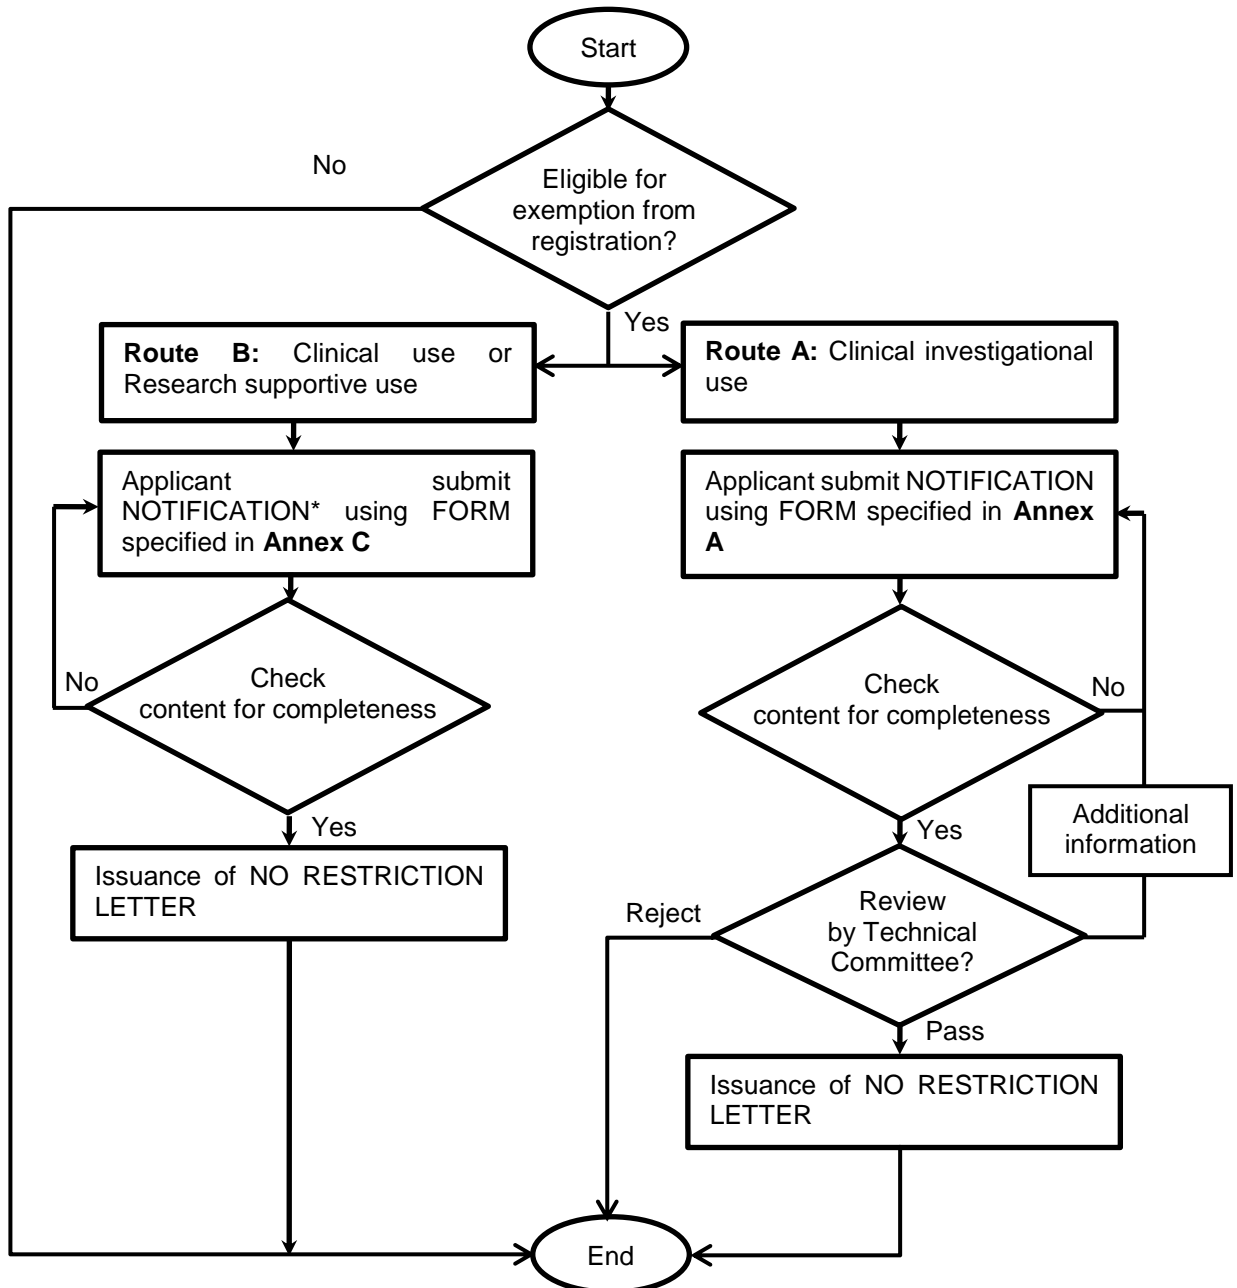 Start
No
Eligible for
exemption from
registration?
Yes
Route B: Clinical use or
Research supportive use
Route A: Clinical investigational
use
Applicant submit
NOTIFICATION* using FORM
specified in Annex C
Applicant submit NOTIFICATION
using FORM specified in Annex
A
No
Check
content for completeness
Check
content for completeness
No
Yes
Yes
Additional
information
Issuance of NO RESTRICTION
LETTER
Reject
Review
by Technical
Committee?
Pass
Issuance of NO RESTRICTION
LETTER
End